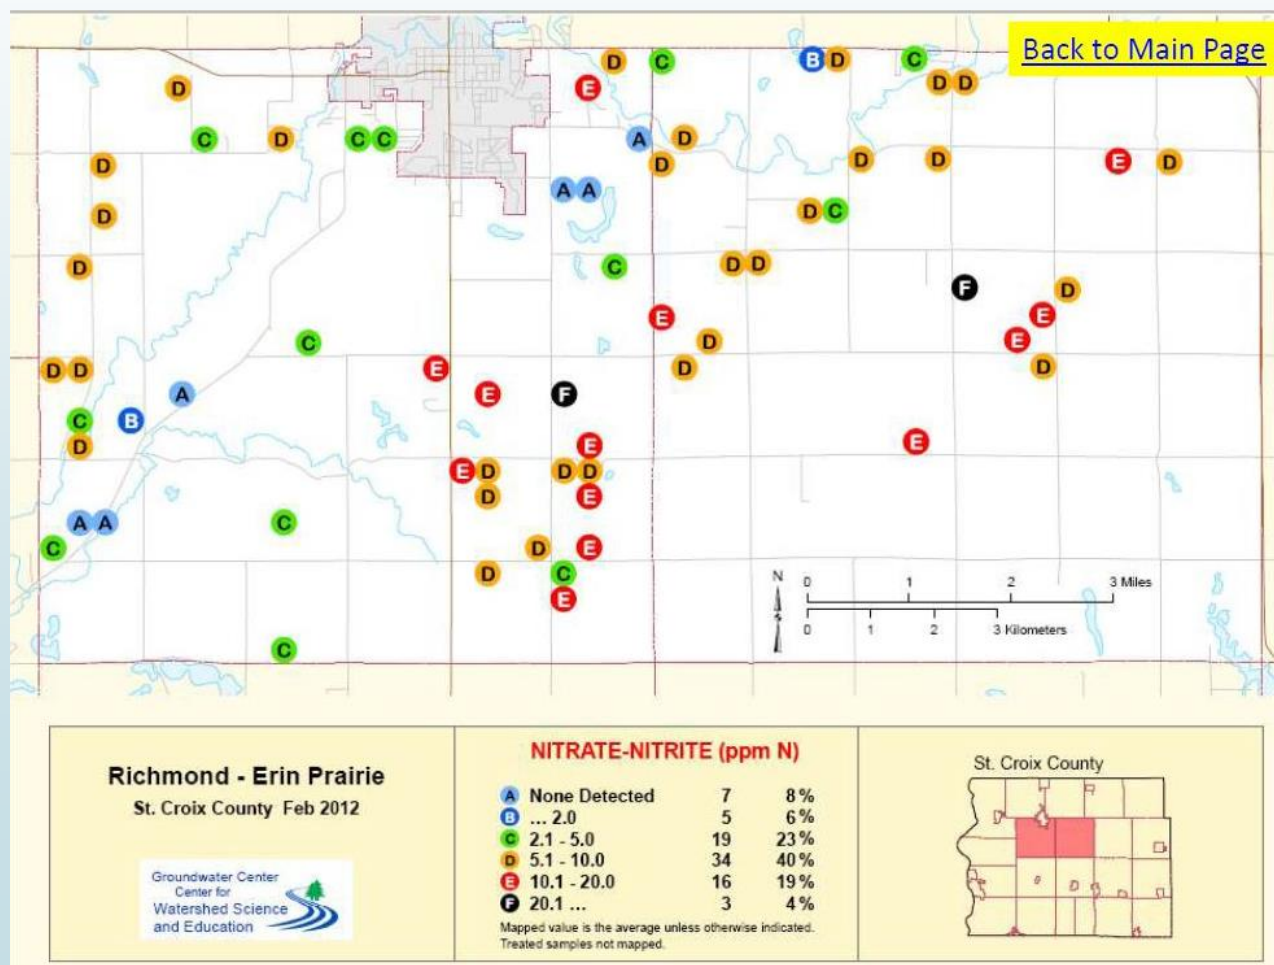 Back to Main Page
D C B D C
E D D
D
C D C C A D
D D D D E D
A A
D D C
D
C D D
F D
E E
C D E
D D E D D
A E F
C B E
D E
E D D D
D E
A A C
C D E
D C
E
C
N 0 1 2 3 Miles
0 1 2 3 Kilometers
Richmond - Erin Prairie
St. Croix County Feb 2012
Groundwater Center
Center for
Watershed Science
and Education
NITRATE-NITRITE (ppm N)
A None Detected 7 8%
B ... 2.0 5 6%
C 2.1 - 5.0 19 23%
D 5.1 - 10.0 34 40%
E 10.1 - 20.0 16 19%
F 20.1 ... 3 4%
Mapped value is the average unless otherwise indicated.
Treated samples not mapped.
St. Croix County